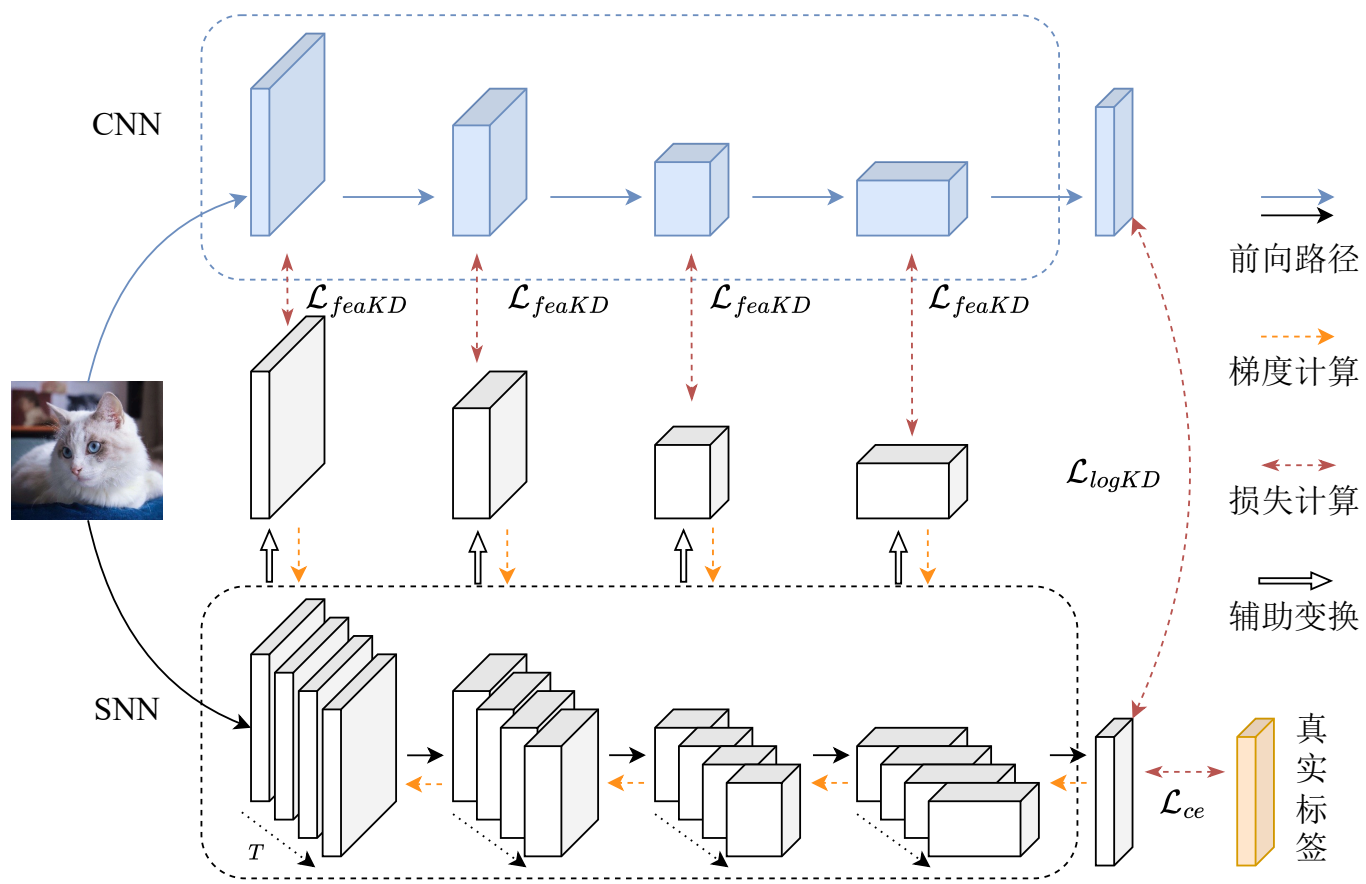 CNN
前向路径
ℒ_feaKD
ℒ_feaKD
ℒ_feaKD
ℒ_feaKD
梯度计算
ℒ_logKD
损失计算
辅助变换
SNN
T
ℒ_ce
真实标签